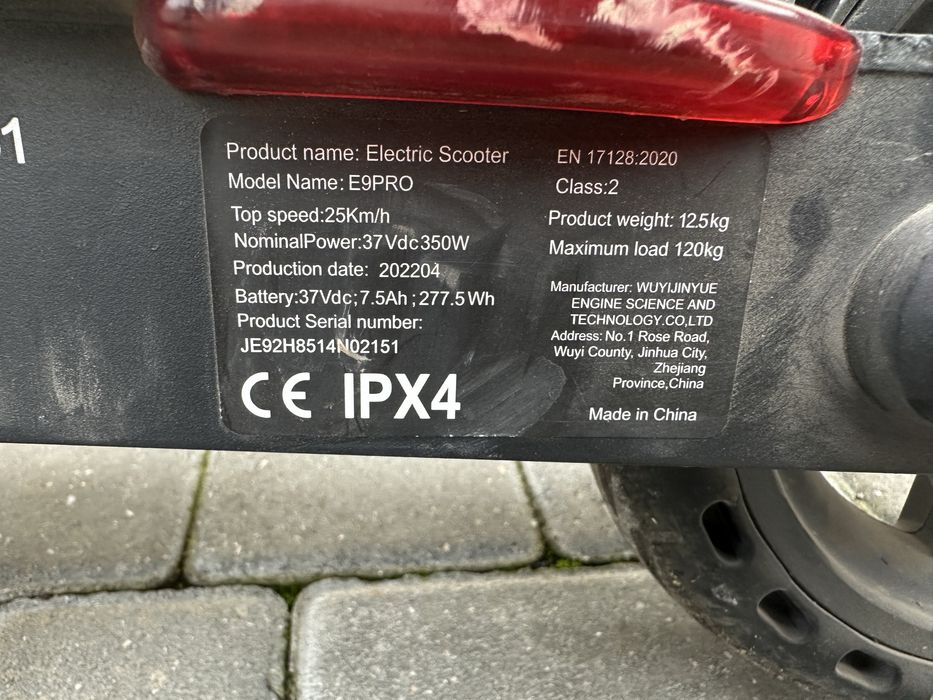 1
Product name: Electric Scooter
Model Name: E9PRO
Top speed:25Km/h
NominalPower:37Vdc350W
Production date: 202204
Battery:37Vdc;7.5Ah;277.5Wh
Product Serial number:
JE92H8514N02151
CE IPX4
EN 17128:2020
Class:2
Product weight: 12.5kg
Maximum load 120kg
Manufacturer: WUYIJINYUE
ENGINE SCIENCE AND
TECHNOLOGY.CO,LTD
Address: No.1 Rose Road,
Wuyi County, Jinhua City,
Zhejiang
Province,China
Made in China